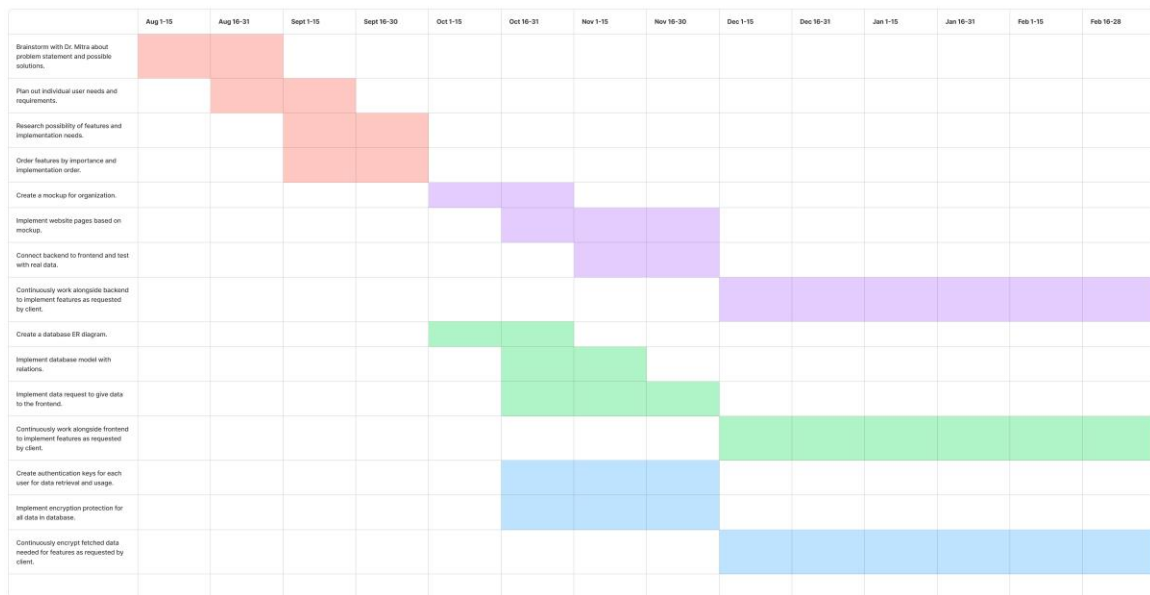 Aug 1-15 Aug 16-31 Sept 1-15 Sept 16-30 Oct 1-15 Oct 16-31 Nov 1-15 Nov 16-30 Dec 1-15 Dec 16-31 Jan 1-15 Jan 16-31 Feb 1-15 Feb 16-28
Brainstorm with Dr. Mitra about
problem statement and possible
solutions.
Plan out individual user needs and
requirements.
Research possibility of features and
implementation needs.
Order features by importance and
implementation order.
Create a mockup for organization.
Implement website pages based on
mockup.
Connect backend to frontend and test
with real data.
Continuously work alongside backend
to implement features as requested
by client.
Create a database ER diagram.
Implement database model with
relations.
Implement data request to give data
to the frontend.
Continuously work alongside frontend
to implement features as requested
by client.
Create authentication keys for each
user for data retrieval and usage.
Implement encryption protection for
all data in database.
Continuously encrypt fetched data
needed for features as requested by
client.